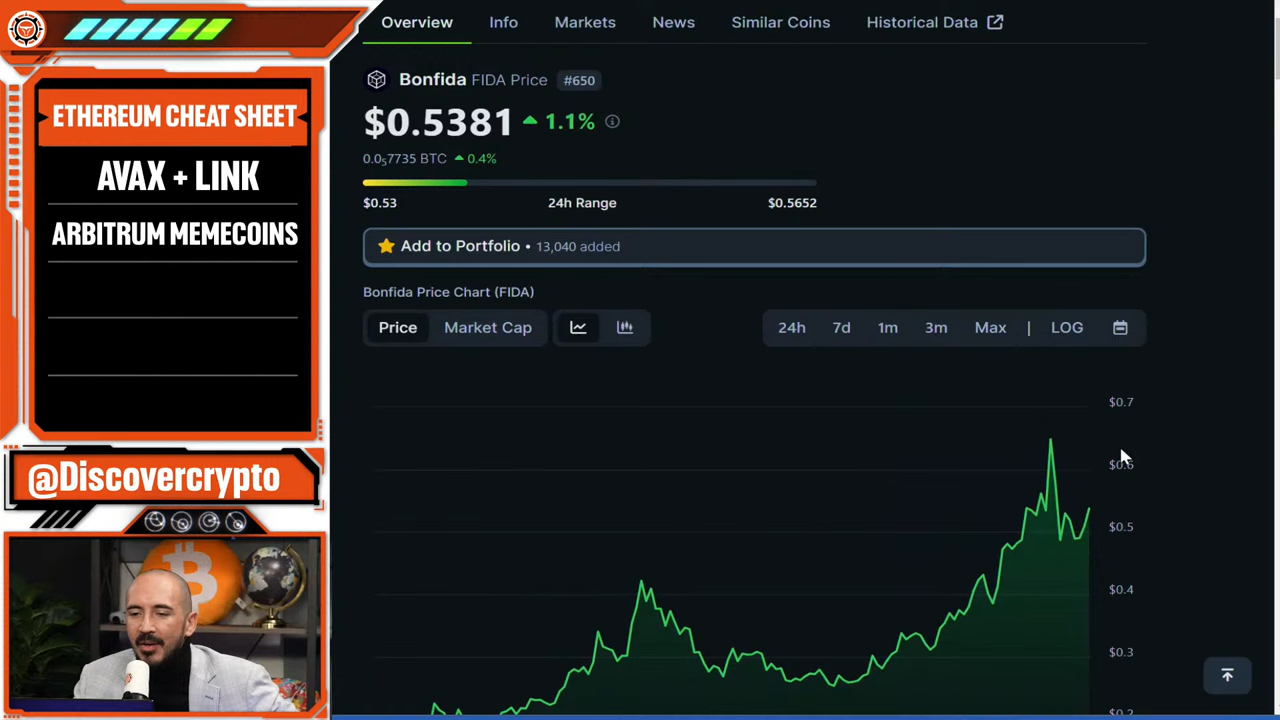 ETHEREUM CHEAT SHEET
AVAX + LINK
ARBITRUM MEMECOINS
@Discovercrypto
Overview Info Markets News Similar Coins Historical Data
Bonfida FIDA Price #650
$0.5381 1.1%
0.0₅7735 BTC 0.4%
$0.53 24h Range $0.5652
Add to Portfolio • 13,040 added
Bonfida Price Chart (FIDA)
Price Market Cap 24h 7d 1m 3m Max | LOG
$0.7
$0.6
$0.5
$0.4
$0.3
$0.2